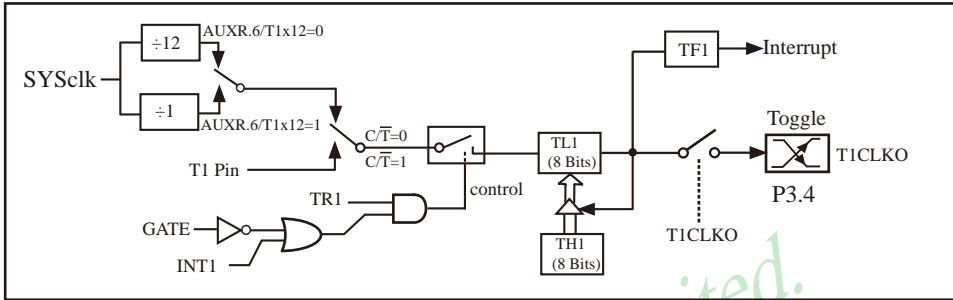 AUXR.6/T1x12=0
÷12
SYSclk
÷1
AUXR.6/T1x12=1
T1 Pin
C/T̅=0
C/T̅=1
TR1
GATE
INT1
control
TL1
(8 Bits)
TH1
(8 Bits)
TF1
Interrupt
Toggle
T1CLKO
P3.4
T1CLKO
ited.